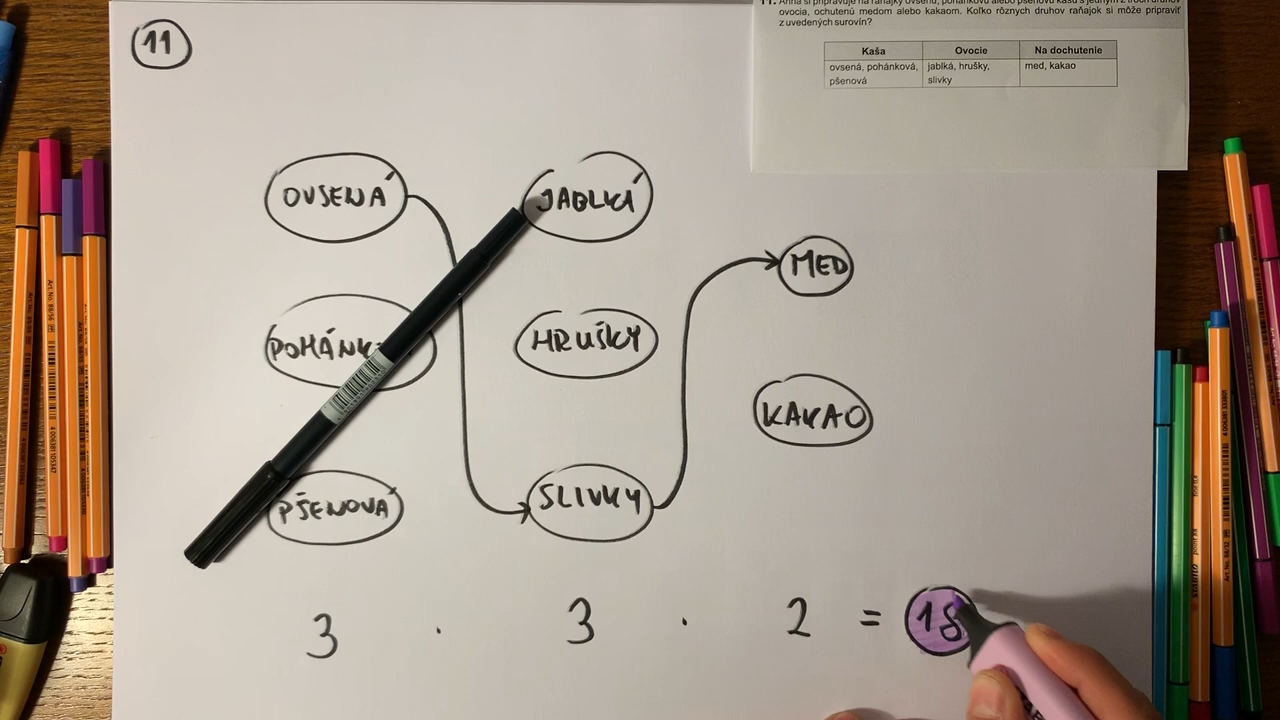 11
11. Anna si pripravuje na raňajky ovsenú, pohánkovú alebo pšenovú kašu s jedným z troch druhov
ovocia, ochutenú medom alebo kakaom. Koľko rôznych druhov raňajok si môže pripraviť
z uvedených surovín?
Kaša Ovocie Na dochutenie
ovsená, pohánková, jablká, hrušky, med, kakao
pšenová slivky
OVSENÁ JABLKÁ
MED
HRUŠKY
KAKAO
PŠENOVÁ SLIVKY
3 · 3 · 2 = 18